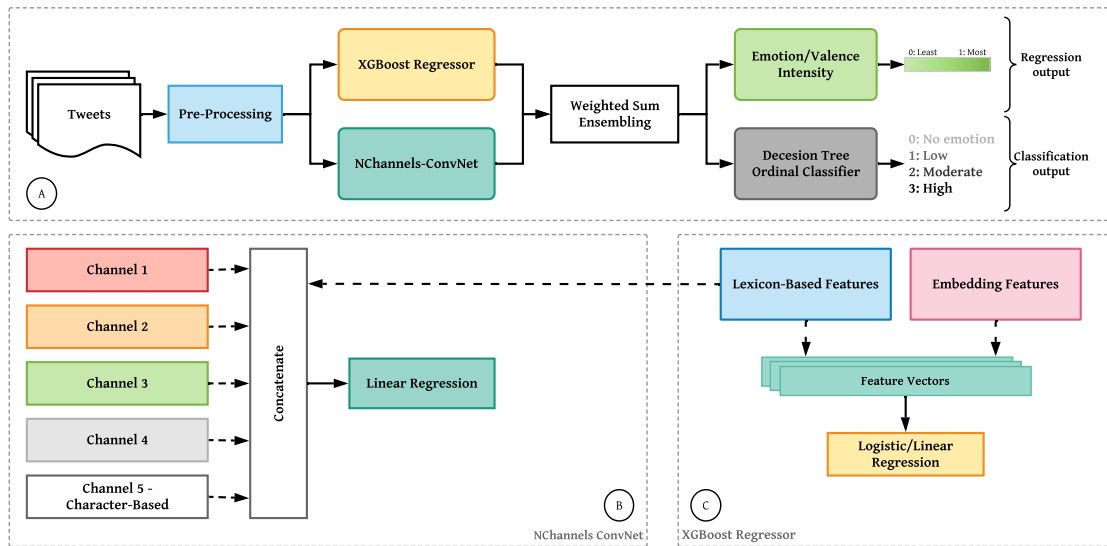 Tweets
Pre-Processing
XGBoost Regressor
NChannels-ConvNet
Weighted Sum
Ensembling
Emotion/Valence
Intensity
0: Least
1: Most
Regression
output
Decesion Tree
Ordinal Classifier
0: No emotion
1: Low
2: Moderate
3: High
Classification
output
A
Channel 1
Channel 2
Channel 3
Channel 4
Channel 5 -
Character-Based
Concatenate
Linear Regression
B
NChannels ConvNet
Lexicon-Based Features
Embedding Features
Feature Vectors
Logistic/Linear
Regression
C
XGBoost Regressor